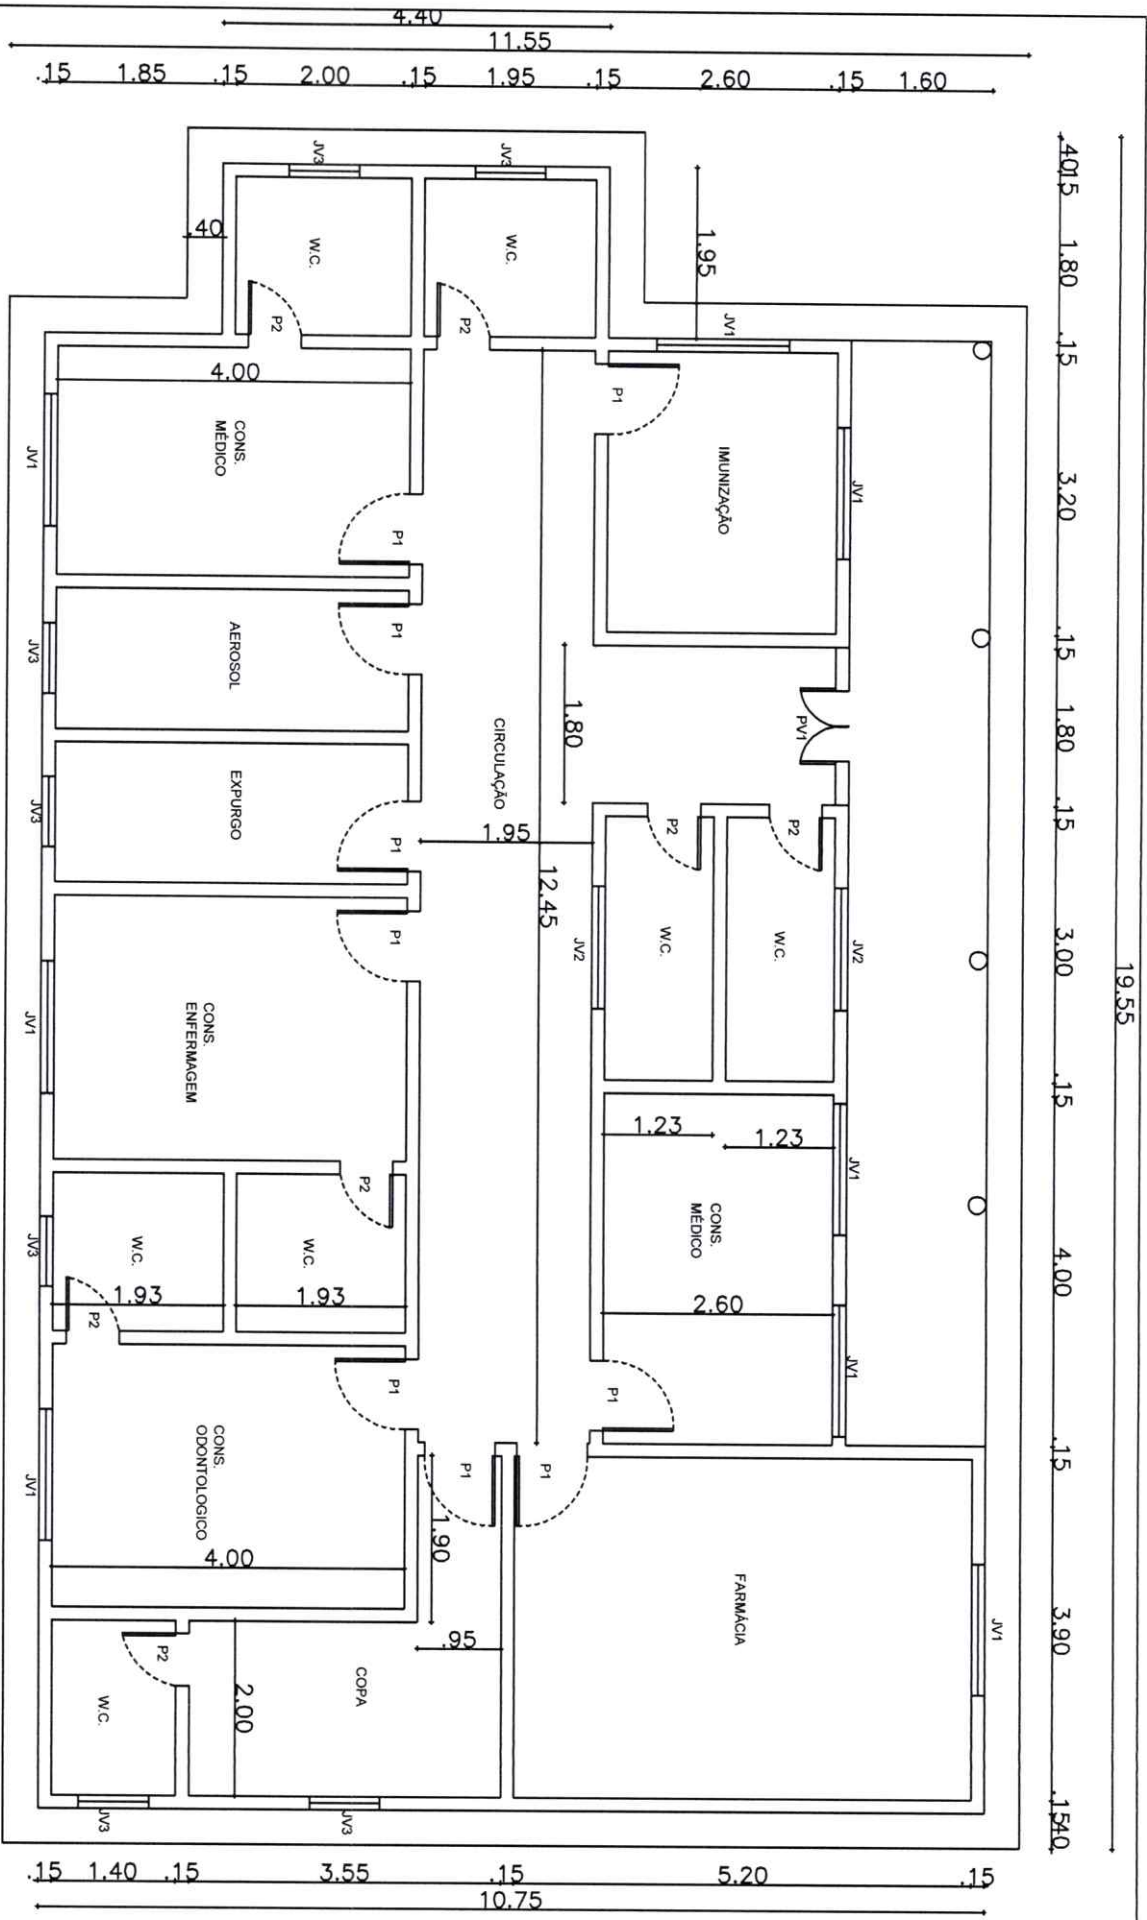 4.40
11.55
.15 1.85 .15 2.00 .15 1.95 .15 2.60 .15 1.60
.40 .15 1.80 .15 3.20 .15 1.80 .15 3.00 .15 4.00 .15 3.90 .15 .40
19.55
JV3
JV3
.40
W.C.
W.C.
1.95
P2
P2
JV1
4.00
P1
CONS.
MÉDICO
IMUNIZAÇÃO
JV1
JV1
P1
AEROSOL
P1
JV3
CIRCULAÇÃO
1.80
PV1
EXPURGO
P1
JV3
1.95
12.45
P2
P2
W.C.
W.C.
JV2
JV2
P1
CONS.
ENFERMAGEM
JV1
1.23
1.23
JV1
P2
CONS.
MÉDICO
W.C.
W.C.
JV3
1.93
1.93
P2
2.60
JV1
P1
P1
CONS.
ODONTOLOGICO
JV1
P1
P1
1.90
4.00
FARMÁCIA
JV1
.95
P2
COPA
W.C.
2.00
JV3
JV3
.15 1.40 .15 3.55 .15 5.20 .15
10.75